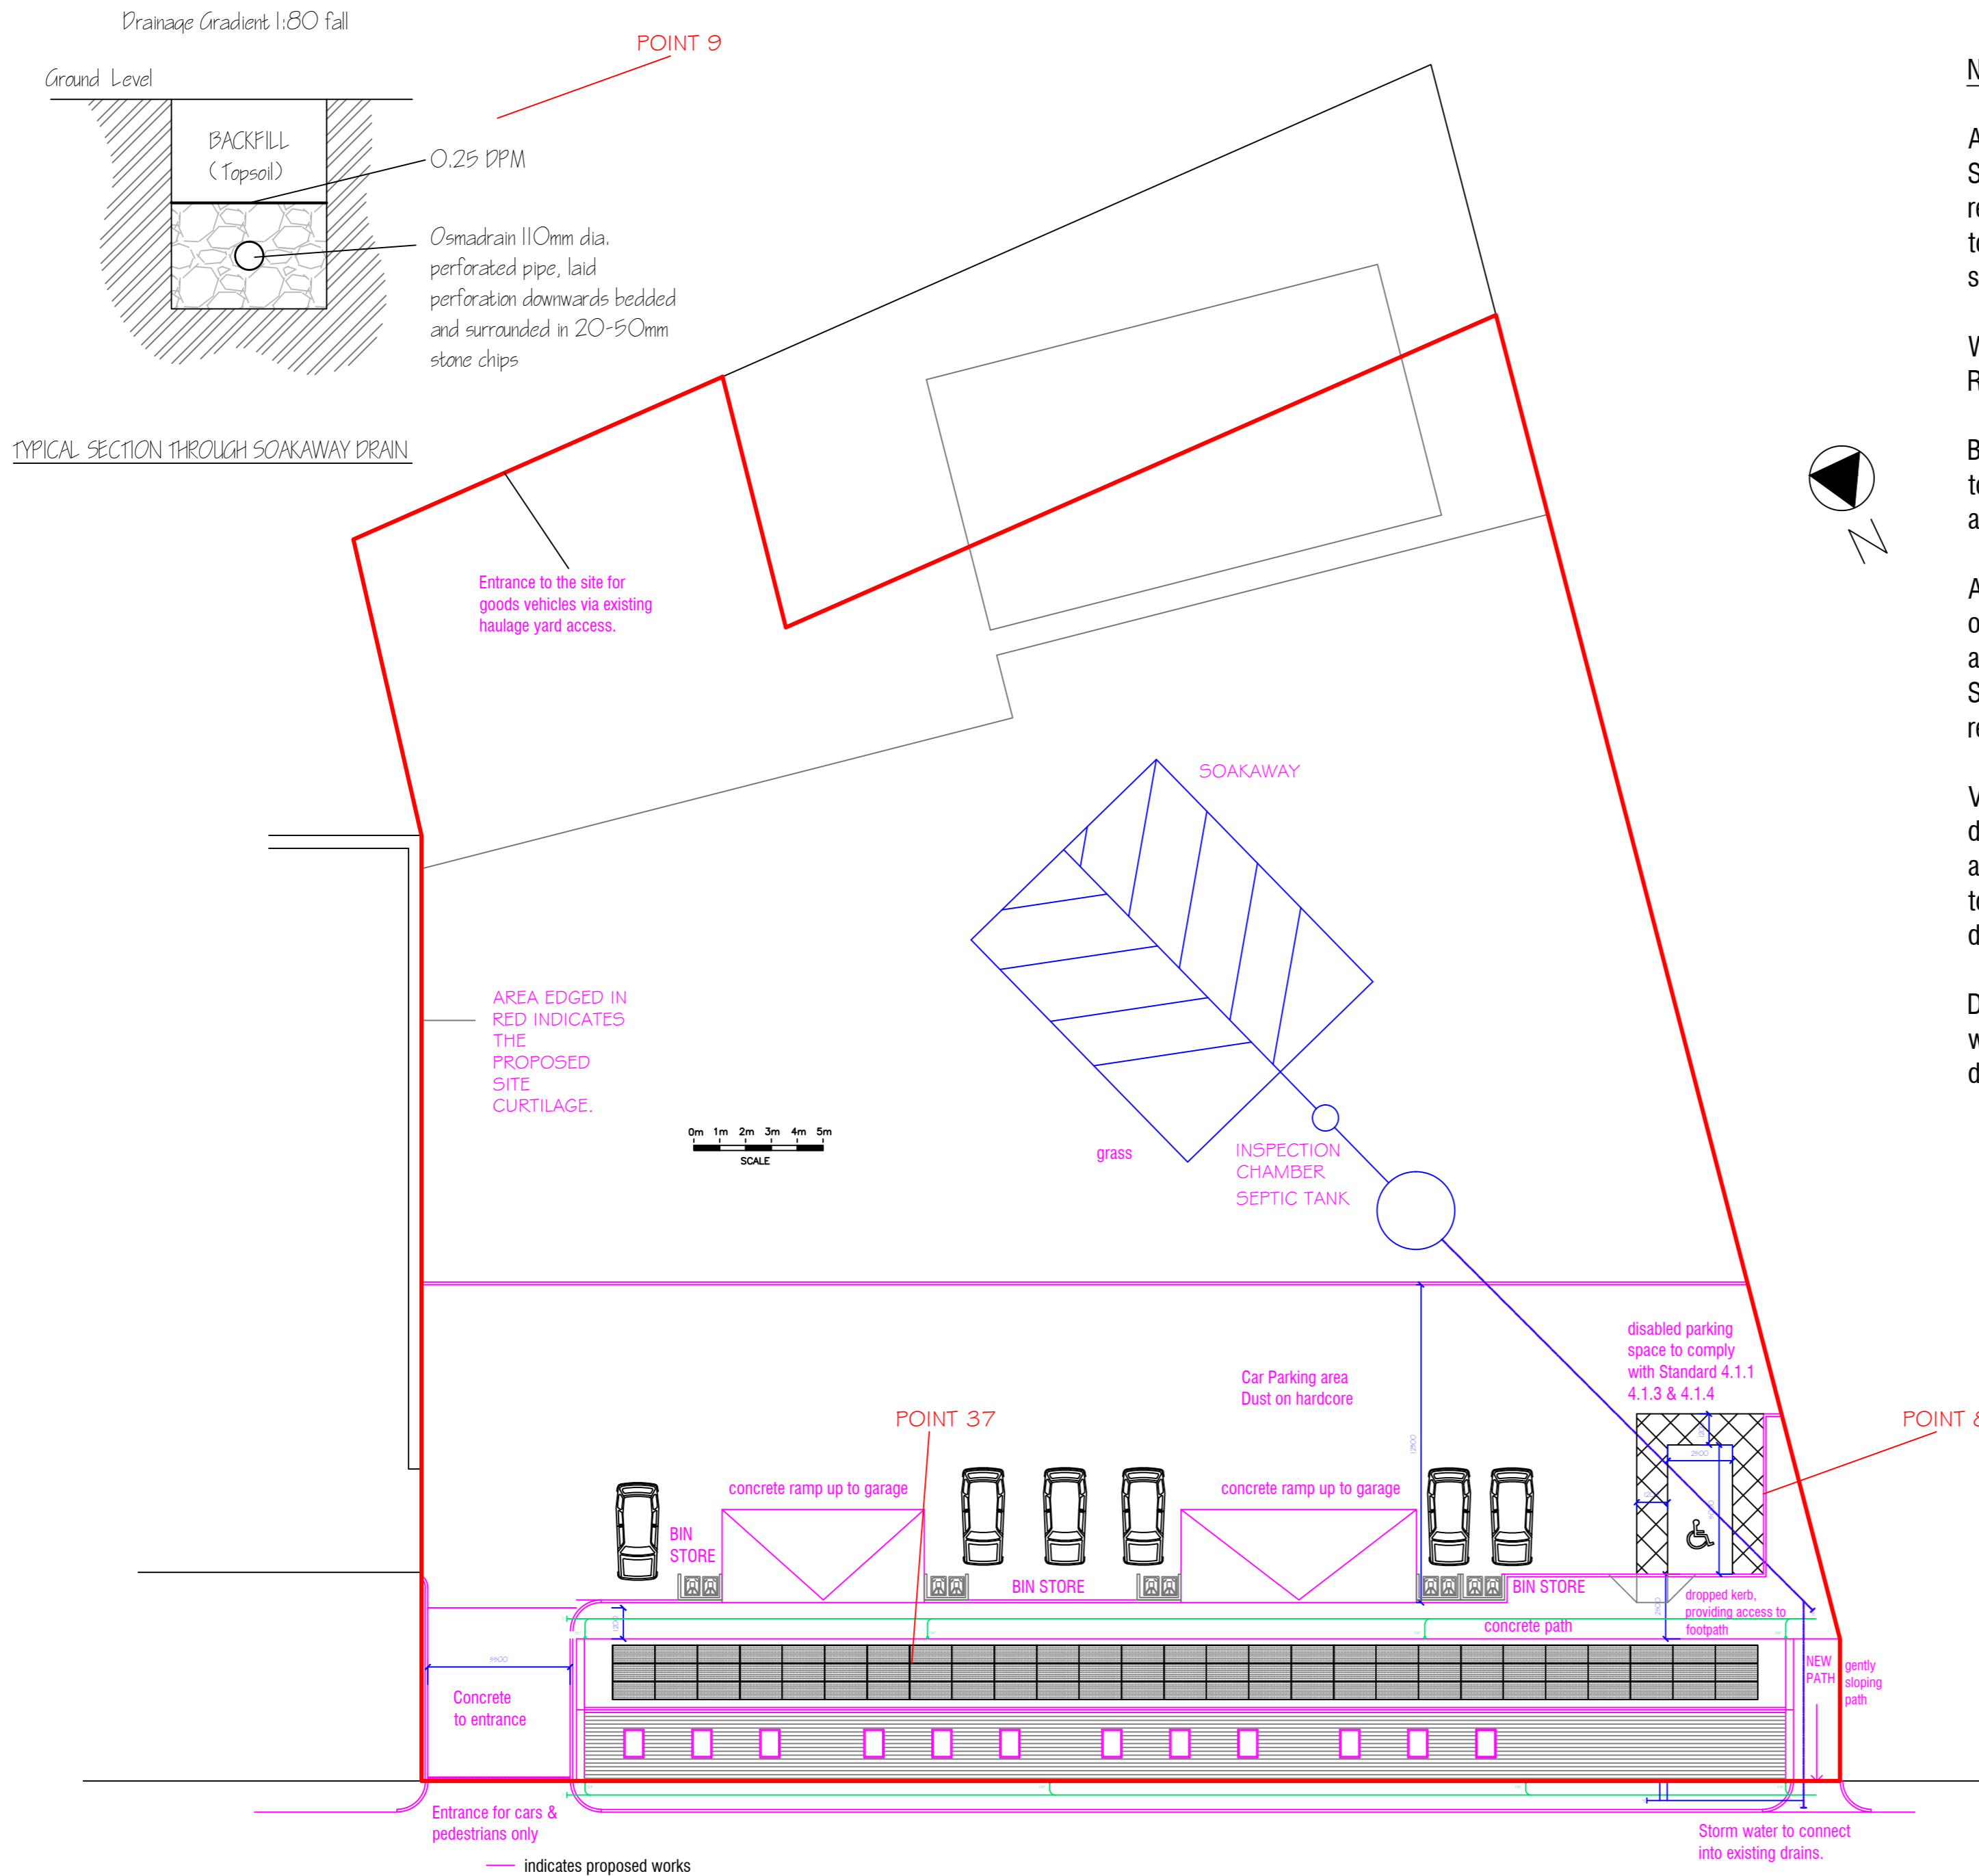 Drainage Gradient 1:80 fall
POINT 9
Ground Level
BACKFILL
(Topsoil)
0.25 DPM
Osmadrain 110mm dia.
perforated pipe, laid
perforation downwards bedded
and surrounded in 20-50mm
stone chips
TYPICAL SECTION THROUGH SOAKAWAY DRAIN
N
Entrance to the site for
goods vehicles via existing
haulage yard access.
SOAKAWAY
AREA EDGED IN
RED INDICATES
THE
PROPOSED
SITE
CURTILAGE.
0m 1m 2m 3m 4m 5m
SCALE
grass
INSPECTION
CHAMBER
SEPTIC TANK
disabled parking
space to comply
with Standard 4.1.1
4.1.3 & 4.1.4
Car Parking area
Dust on hardcore
POINT 37
POINT 8
12300
concrete ramp up to garage
concrete ramp up to garage
BIN
STORE
BIN STORE
BIN STORE
dropped kerb,
providing access to
footpath
concrete path
NEW
PATH
gently
sloping
path
5500
Concrete
to entrance
Entrance for cars &
pedestrians only
Storm water to connect
into existing drains.
indicates proposed works